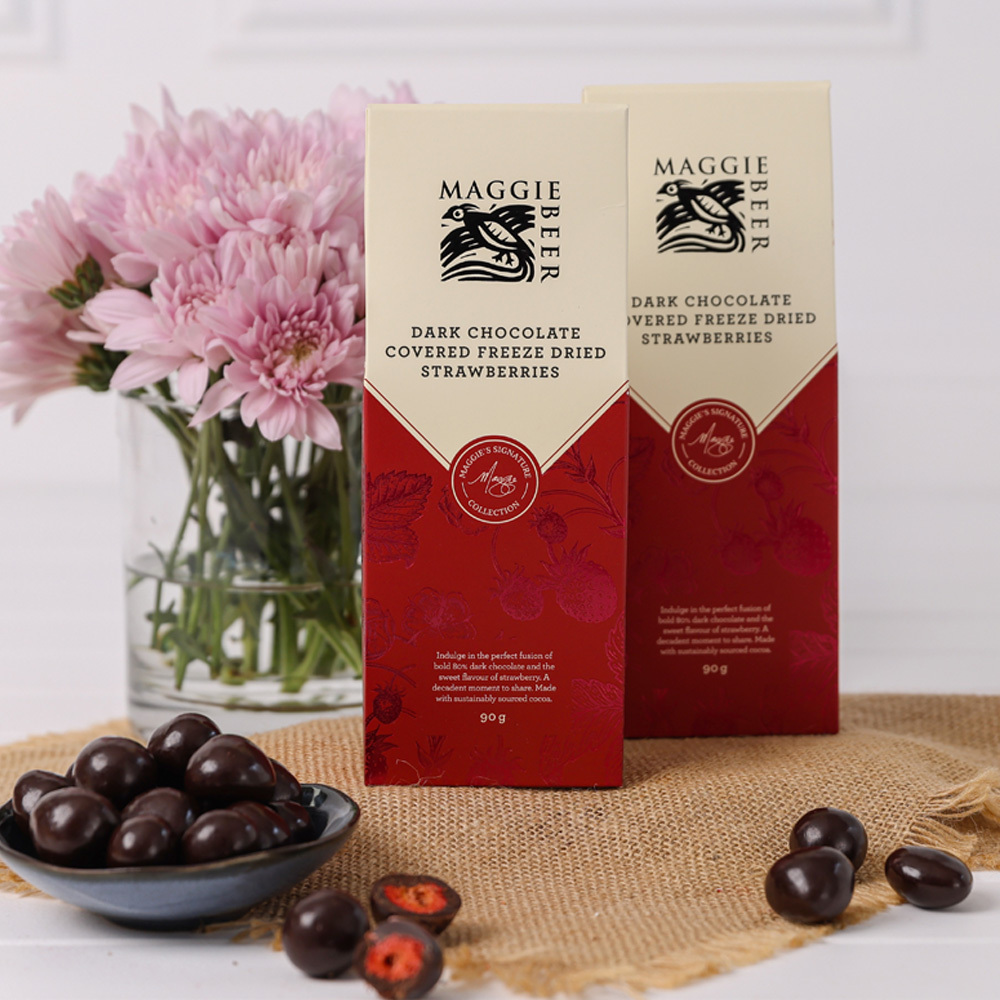 MAGGIE
BEER
DARK CHOCOLATE
COVERED FREEZE DRIED
STRAWBERRIES
MAGGIE'S SIGNATURE
Maggie
COLLECTION
Indulge in the perfect fusion of
bold 80% dark chocolate and the
sweet flavour of strawberry. A
decadent moment to share. Made
with sustainably sourced cocoa.
90g
MAGGIE
BEER
DARK CHOCOLATE
OVERED FREEZE DRIED
STRAWBERRIES
MAGGIE'S SIGNATURE
Maggie
COLLECTION
Indulge in the perfect fusion of
bold 80% dark chocolate and the
sweet flavour of strawberry. A
decadent moment to share. Made
with sustainably sourced cocoa.
90g